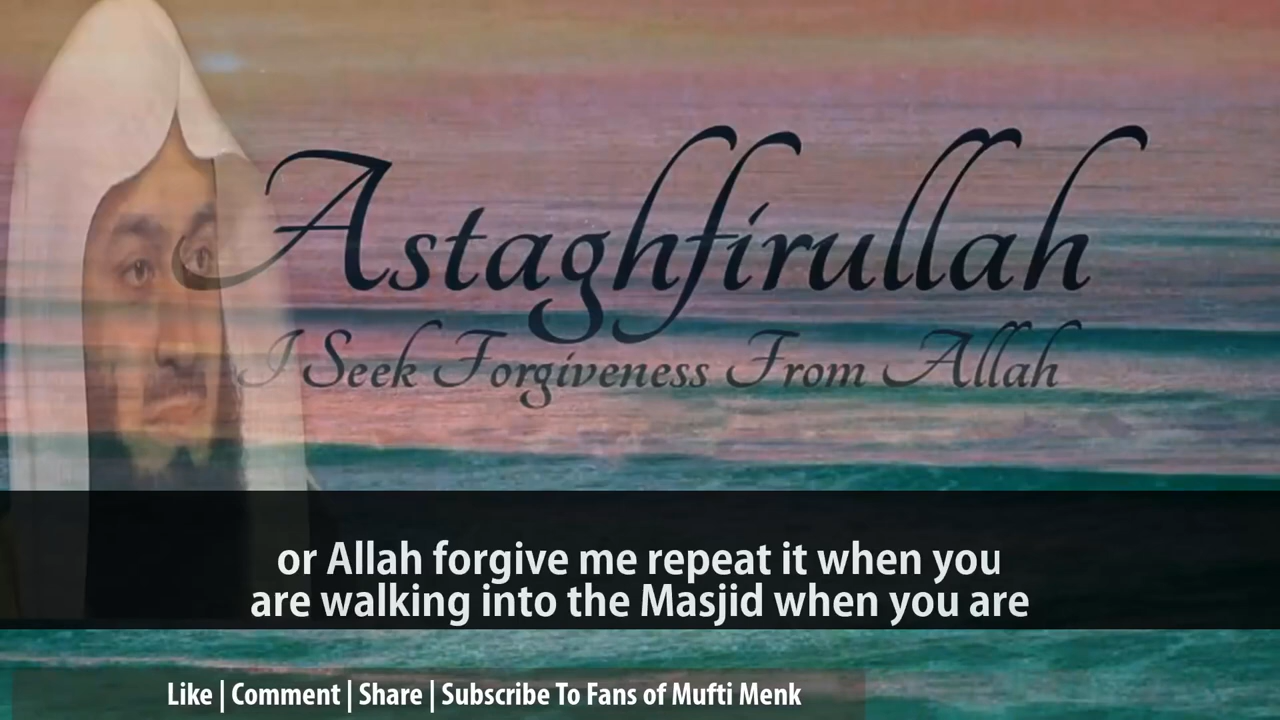 Astaghfirullah
I Seek Forgiveness From Allah
or Allah forgive me repeat it when you
are walking into the Masjid when you are
Like | Comment | Share | Subscribe To Fans of Mufti Menk